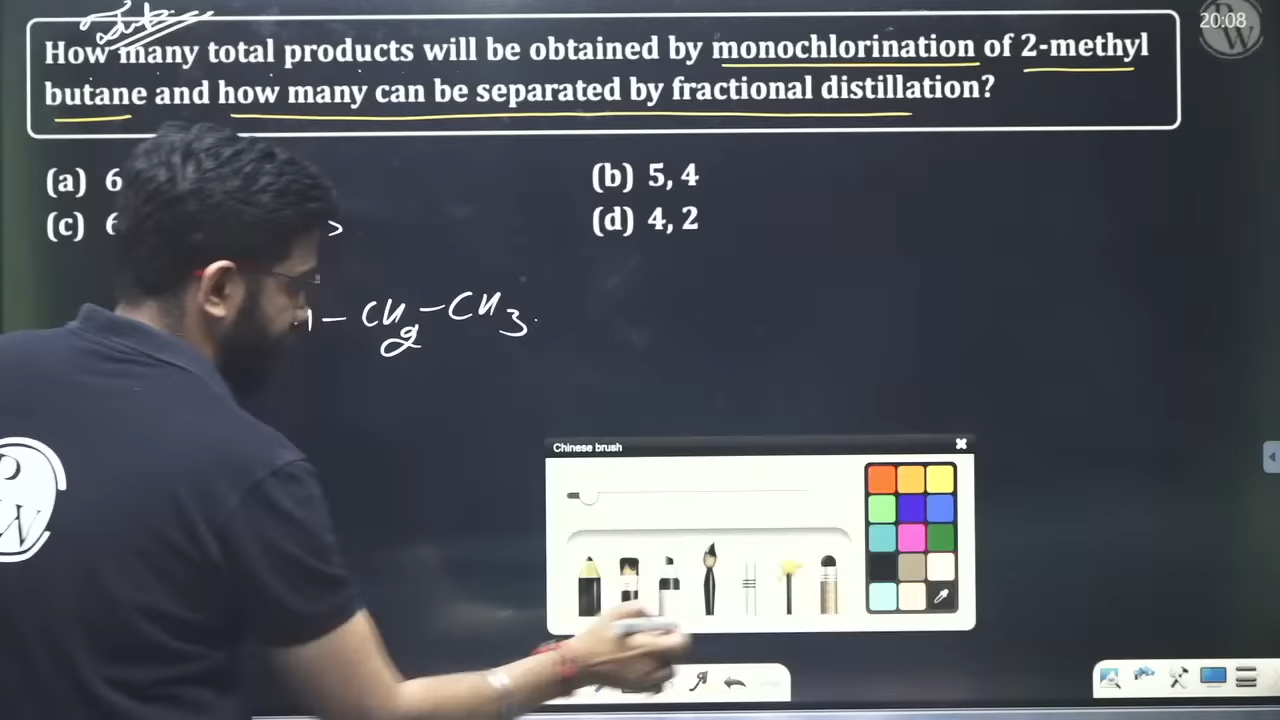 20:08
How many total products will be obtained by monochlorination of 2-methyl
butane and how many can be separated by fractional distillation?
(a) 6
(b) 5, 4
(c) 6
(d) 4, 2
– CH2 – CH3
Chinese brush
PW